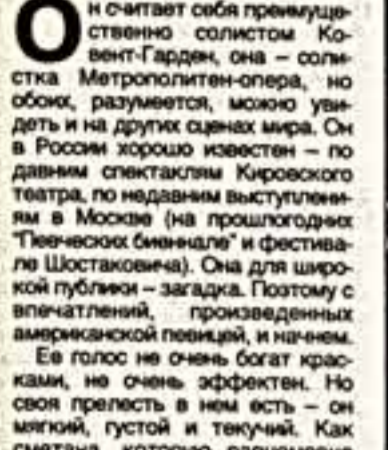 Он считает себя преимуще-
ственно солистом Ко-
вент-Гарден, она – соли-
стка Метрополитен-опера, но
обоих, разумеется, можно уви-
деть и на других сценах мира. Он
в России хорошо известен – по
давним спектаклям Кировского
театра, по недавним выступлени-
ям в Москве (на прошлогодних
"Певческих биеннале" и фестива-
ле Шостаковича). Она для широ-
кой публики – загадка. Поэтому с
впечатлений, произведенных
американской певицей, и начнем.
Ее голос не очень богат крас-
ками, не очень эффектен. Но
своя прелесть в нем есть – он
мягкий, густой и текучий. Как
сметана, которую равномерно